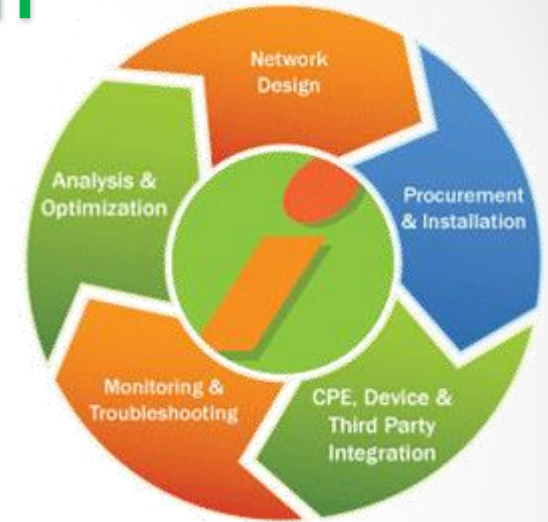 Network
Design
Procurement
& Installation
CPE, Device &
Third Party
Integration
Monitoring &
Troubleshooting
Analysis &
Optimization
i